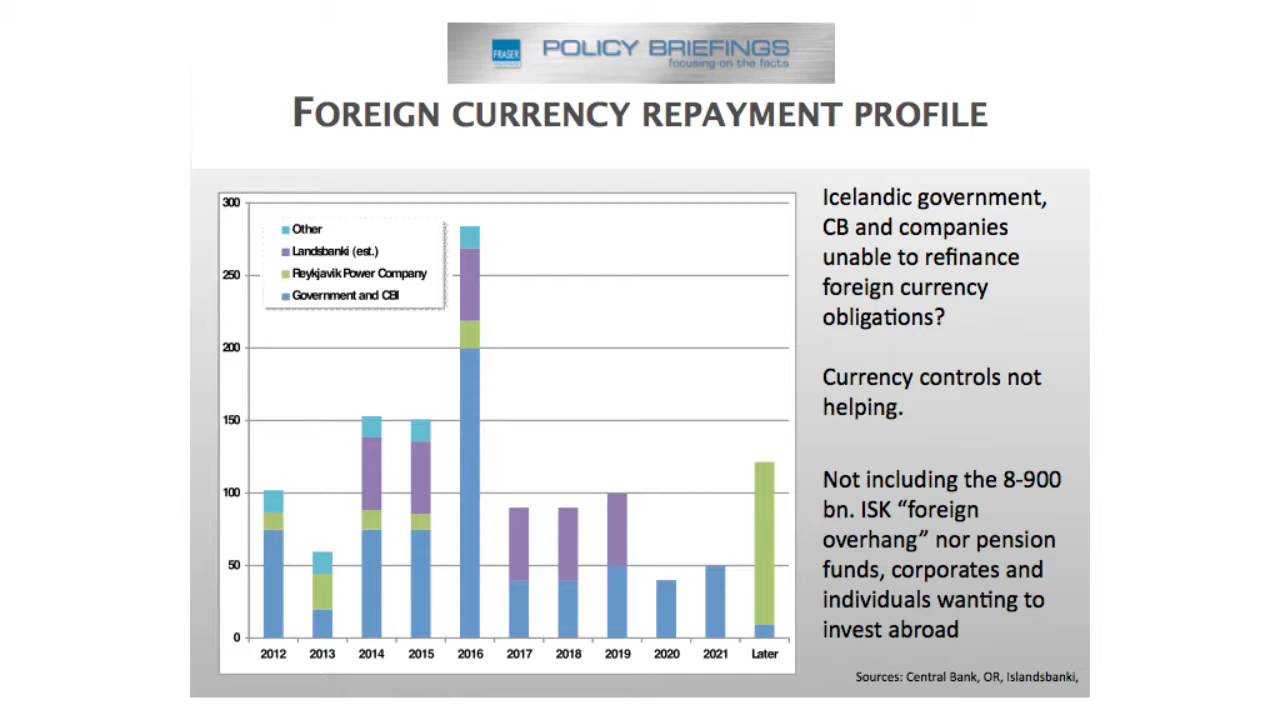 FRASER
POLICY BRIEFINGS
focusing on the facts
FOREIGN CURRENCY REPAYMENT PROFILE
300
250
200
150
100
50
0
Other
Landsbanki (est.)
Reykjavik Power Company
Government and CBI
2012 2013 2014 2015 2016 2017 2018 2019 2020 2021 Later
Icelandic government,
CB and companies
unable to refinance
foreign currency
obligations?
Currency controls not
helping.
Not including the 8-900
bn. ISK “foreign
overhang” nor pension
funds, corporates and
individuals wanting to
invest abroad
Sources: Central Bank, OR, Islandsbanki,